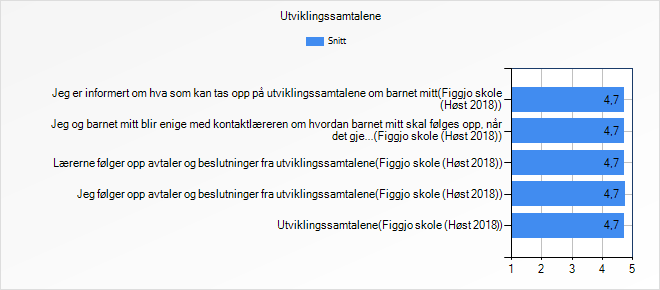 Utviklingssamtalene
Snitt
Jeg er informert om hva som kan tas opp på utviklingssamtalene om barnet mitt(Figgjo skole
(Høst 2018))
4,7
Jeg og barnet mitt blir enige med kontaktlæreren om hvordan barnet mitt skal følges opp, når
det gje...(Figgjo skole (Høst 2018))
4,7
Lærerne følger opp avtaler og beslutninger fra utviklingssamtalene(Figgjo skole (Høst 2018))
4,7
Jeg følger opp avtaler og beslutninger fra utviklingssamtalene(Figgjo skole (Høst 2018))
4,7
Utviklingssamtalene(Figgjo skole (Høst 2018))
4,7
1 2 3 4 5